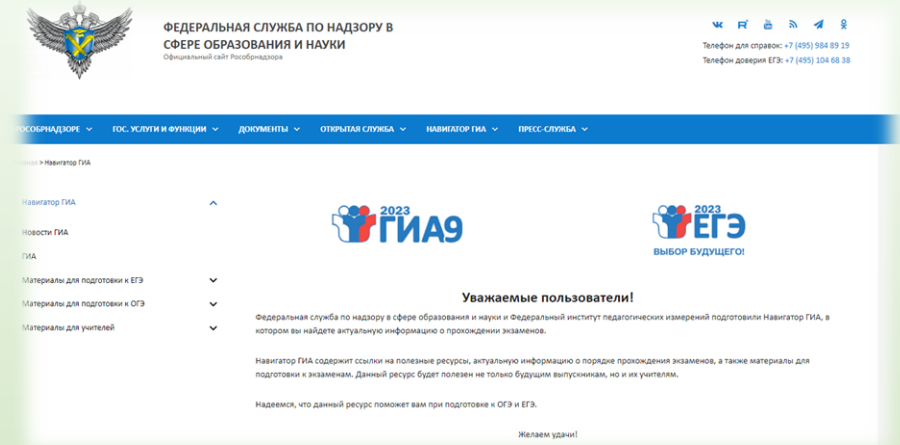 ФЕДЕРАЛЬНАЯ СЛУЖБА ПО НАДЗОРУ В
СФЕРЕ ОБРАЗОВАНИЯ И НАУКИ
Официальный сайт Рособрнадзора
Телефон для справок: +7 (495) 984 89 19
Телефон доверия ЕГЭ: +7 (495) 104 68 38
РОСОБРНАДЗОРЕ ГОС. УСЛУГИ И ФУНКЦИИ ДОКУМЕНТЫ ОТКРЫТАЯ СЛУЖБА НАВИГАТОР ГИА ПРЕСС-СЛУЖБА
> Навигатор ГИА
Навигатор ГИА
Новости ГИА
ГИА
Материалы для подготовки к ЕГЭ
Материалы для подготовки к ОГЭ
Материалы для учителей
2023
ГИА9
2023
ЕГЭ
ВЫБОР БУДУЩЕГО!
Уважаемые пользователи!
Федеральная служба по надзору в сфере образования и науки и Федеральный институт педагогических измерений подготовили Навигатор ГИА, в
котором вы найдете актуальную информацию о прохождении экзаменов.
Навигатор ГИА содержит ссылки на полезные ресурсы, актуальную информацию о порядке прохождения экзаменов, а также материалы для
подготовки к экзаменам. Данный ресурс будет полезен не только будущим выпускникам, но и их учителям.
Надеемся, что данный ресурс поможет вам при подготовке к ОГЭ и ЕГЭ.
Желаем удачи!